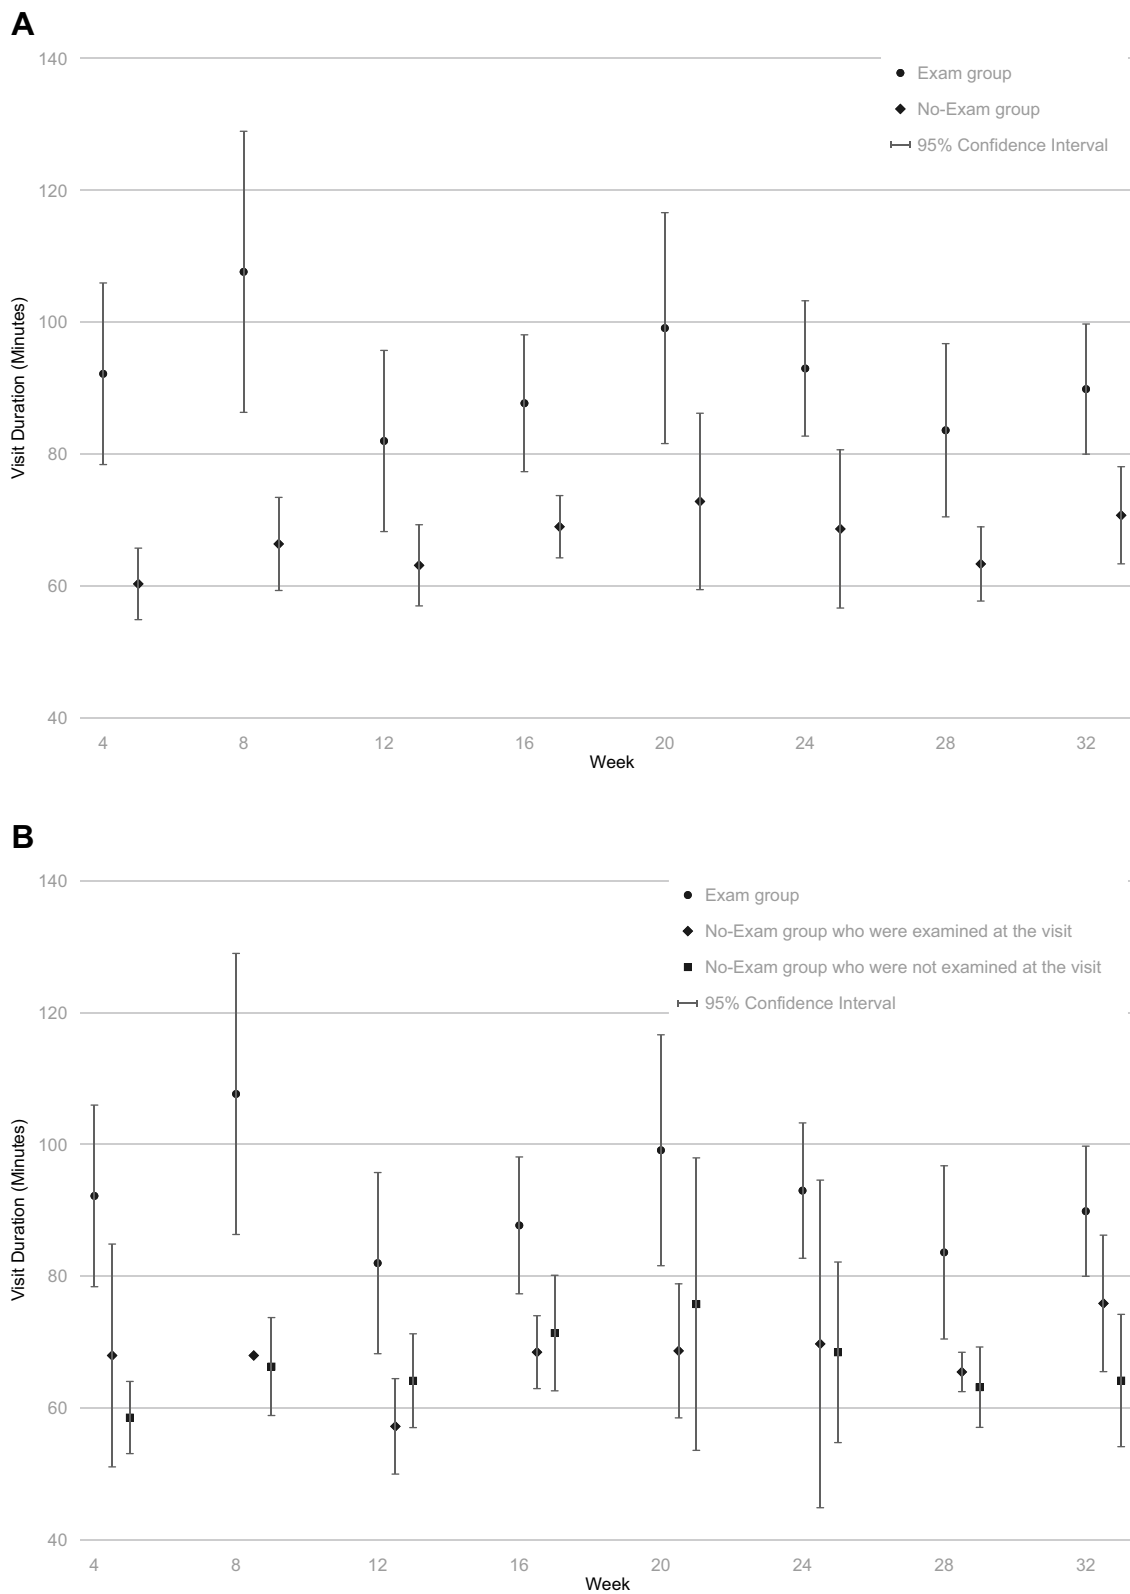 A
140
120
100
80
60
40
Visit Duration (Minutes)
Exam group
No-Exam group
95% Confidence Interval
4 8 12 16 20 24 28 32
Week
B
140
120
100
80
60
40
Visit Duration (Minutes)
Exam group
No-Exam group who were examined at the visit
No-Exam group who were not examined at the visit
95% Confidence Interval
4 8 12 16 20 24 28 32
Week